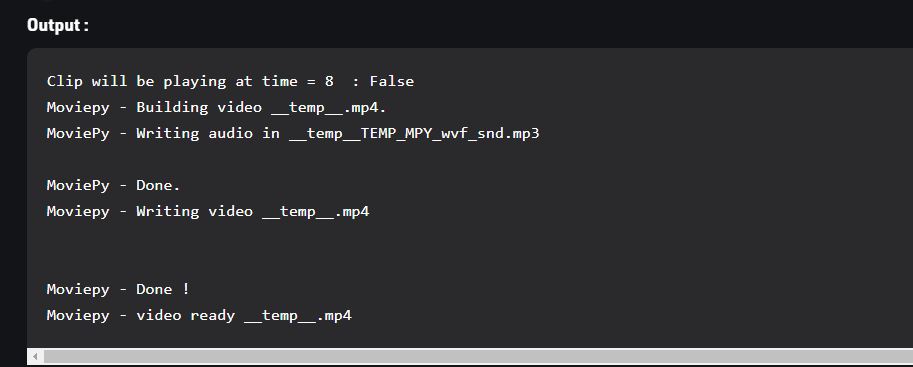 Output :
Clip will be playing at time = 8  : False
Moviepy - Building video __temp__.mp4.
MoviePy - Writing audio in __temp__TEMP_MPY_wvf_snd.mp3
MoviePy - Done.
Moviepy - Writing video __temp__.mp4
Moviepy - Done !
Moviepy - video ready __temp__.mp4